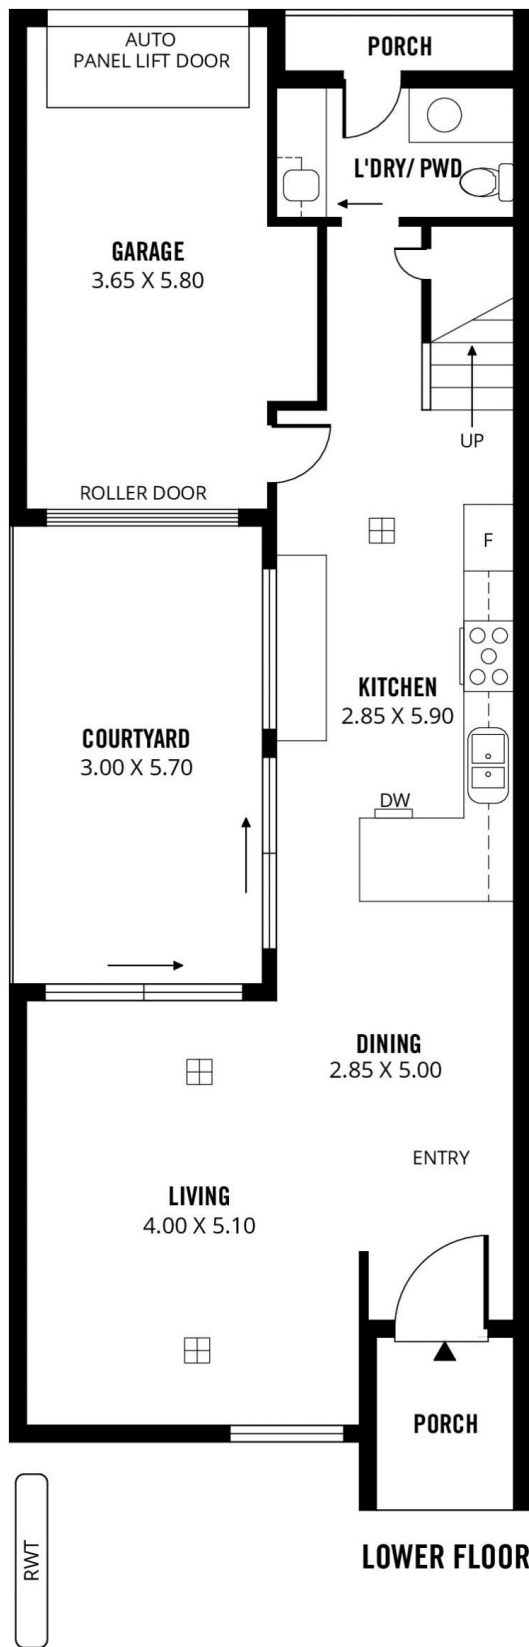 AUTO
PANEL LIFT DOOR
PORCH
L'DRY/ PWD
GARAGE
3.65 X 5.80
UP
ROLLER DOOR
F
KITCHEN
2.85 X 5.90
COURTYARD
3.00 X 5.70
DW
DINING
2.85 X 5.00
ENTRY
LIVING
4.00 X 5.10
PORCH
LOWER FLOOR
RWT